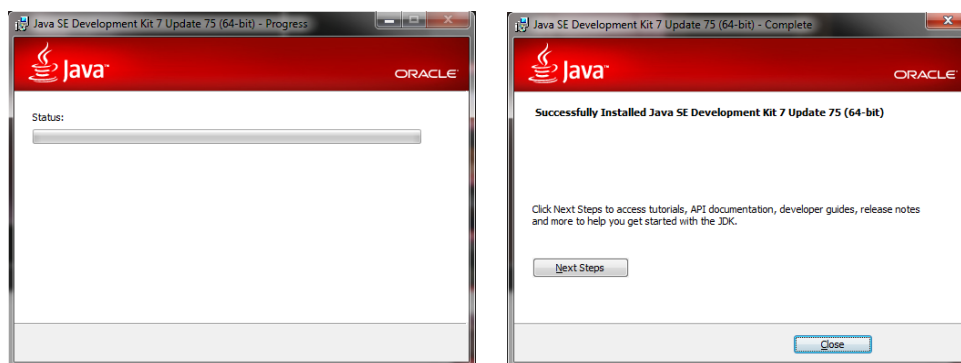 Java SE Development Kit 7 Update 75 (64-bit) - Progress
Java™
ORACLE
Status:
Java SE Development Kit 7 Update 75 (64-bit) - Complete
Java™
ORACLE
Successfully Installed Java SE Development Kit 7 Update 75 (64-bit)
Click Next Steps to access tutorials, API documentation, developer guides, release notes
and more to help you get started with the JDK.
Next Steps
Close